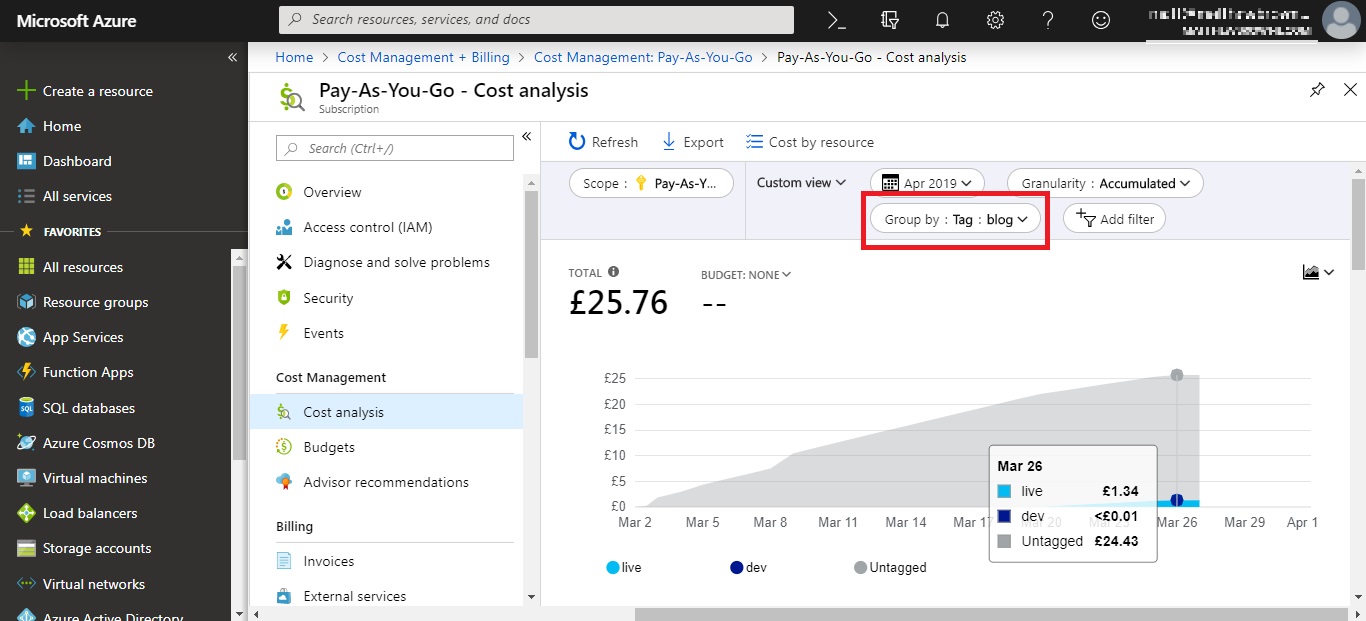 Microsoft Azure
Search resources, services, and docs
Create a resource
Home
Dashboard
All services
FAVORITES
All resources
Resource groups
App Services
Function Apps
SQL databases
Azure Cosmos DB
Virtual machines
Load balancers
Storage accounts
Virtual networks
Azure Active Directory
Home > Cost Management + Billing > Cost Management: Pay-As-You-Go > Pay-As-You-Go - Cost analysis
Pay-As-You-Go - Cost analysis
Subscription
Search (Ctrl+/)
Overview
Access control (IAM)
Diagnose and solve problems
Security
Events
Cost Management
Cost analysis
Budgets
Advisor recommendations
Billing
Invoices
External services
Refresh Export Cost by resource
Scope : Pay-As-Y... Custom view Apr 2019 Granularity : Accumulated
Group by : Tag : blog Add filter
TOTAL BUDGET: NONE
£25.76 --
£25
£20
£15
£10
£5
£0
Mar 2 Mar 5 Mar 8 Mar 11 Mar 14 Mar 17 Mar 20 Mar 23 Mar 26 Mar 29 Apr 1
Mar 26
live £1.34
dev <£0.01
Untagged £24.43
live dev Untagged